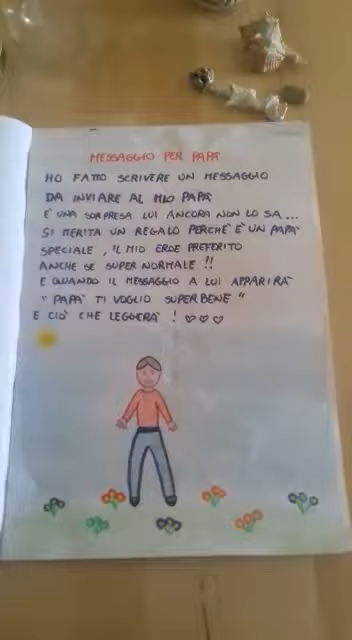 MESSAGGIO PER PAPÀ
HO FATTO SCRIVERE UN MESSAGGIO
DA INVIARE AL MIO PAPÀ
E' UNA SORPRESA LUI ANCORA NON LO SA...
SI MERITA UN REGALO PERCHÈ È UN PAPÀ
SPECIALE, IL MIO EROE PREFERITO
ANCHE SE SUPER NORMALE !!
E QUANDO IL MESSAGGIO A LUI APPARIRÀ
" PAPÀ TI VOGLIO SUPERBENE "
E CIÒ CHE LEGGERÀ ! ♡♡♡